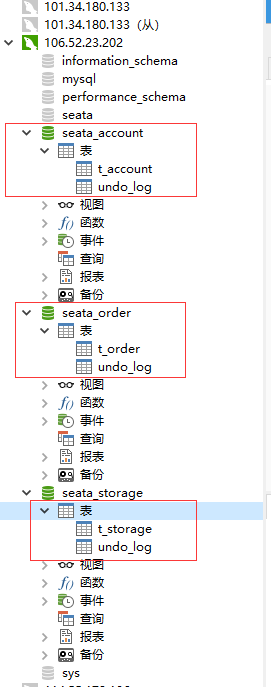 101.34.180.133
101.34.180.133（从）
106.52.23.202
information_schema
mysql
performance_schema
seata
seata_account
表
t_account
undo_log
视图
函数
事件
查询
报表
备份
seata_order
表
t_order
undo_log
视图
函数
事件
查询
报表
备份
seata_storage
表
t_storage
undo_log
视图
函数
事件
查询
报表
备份
sys